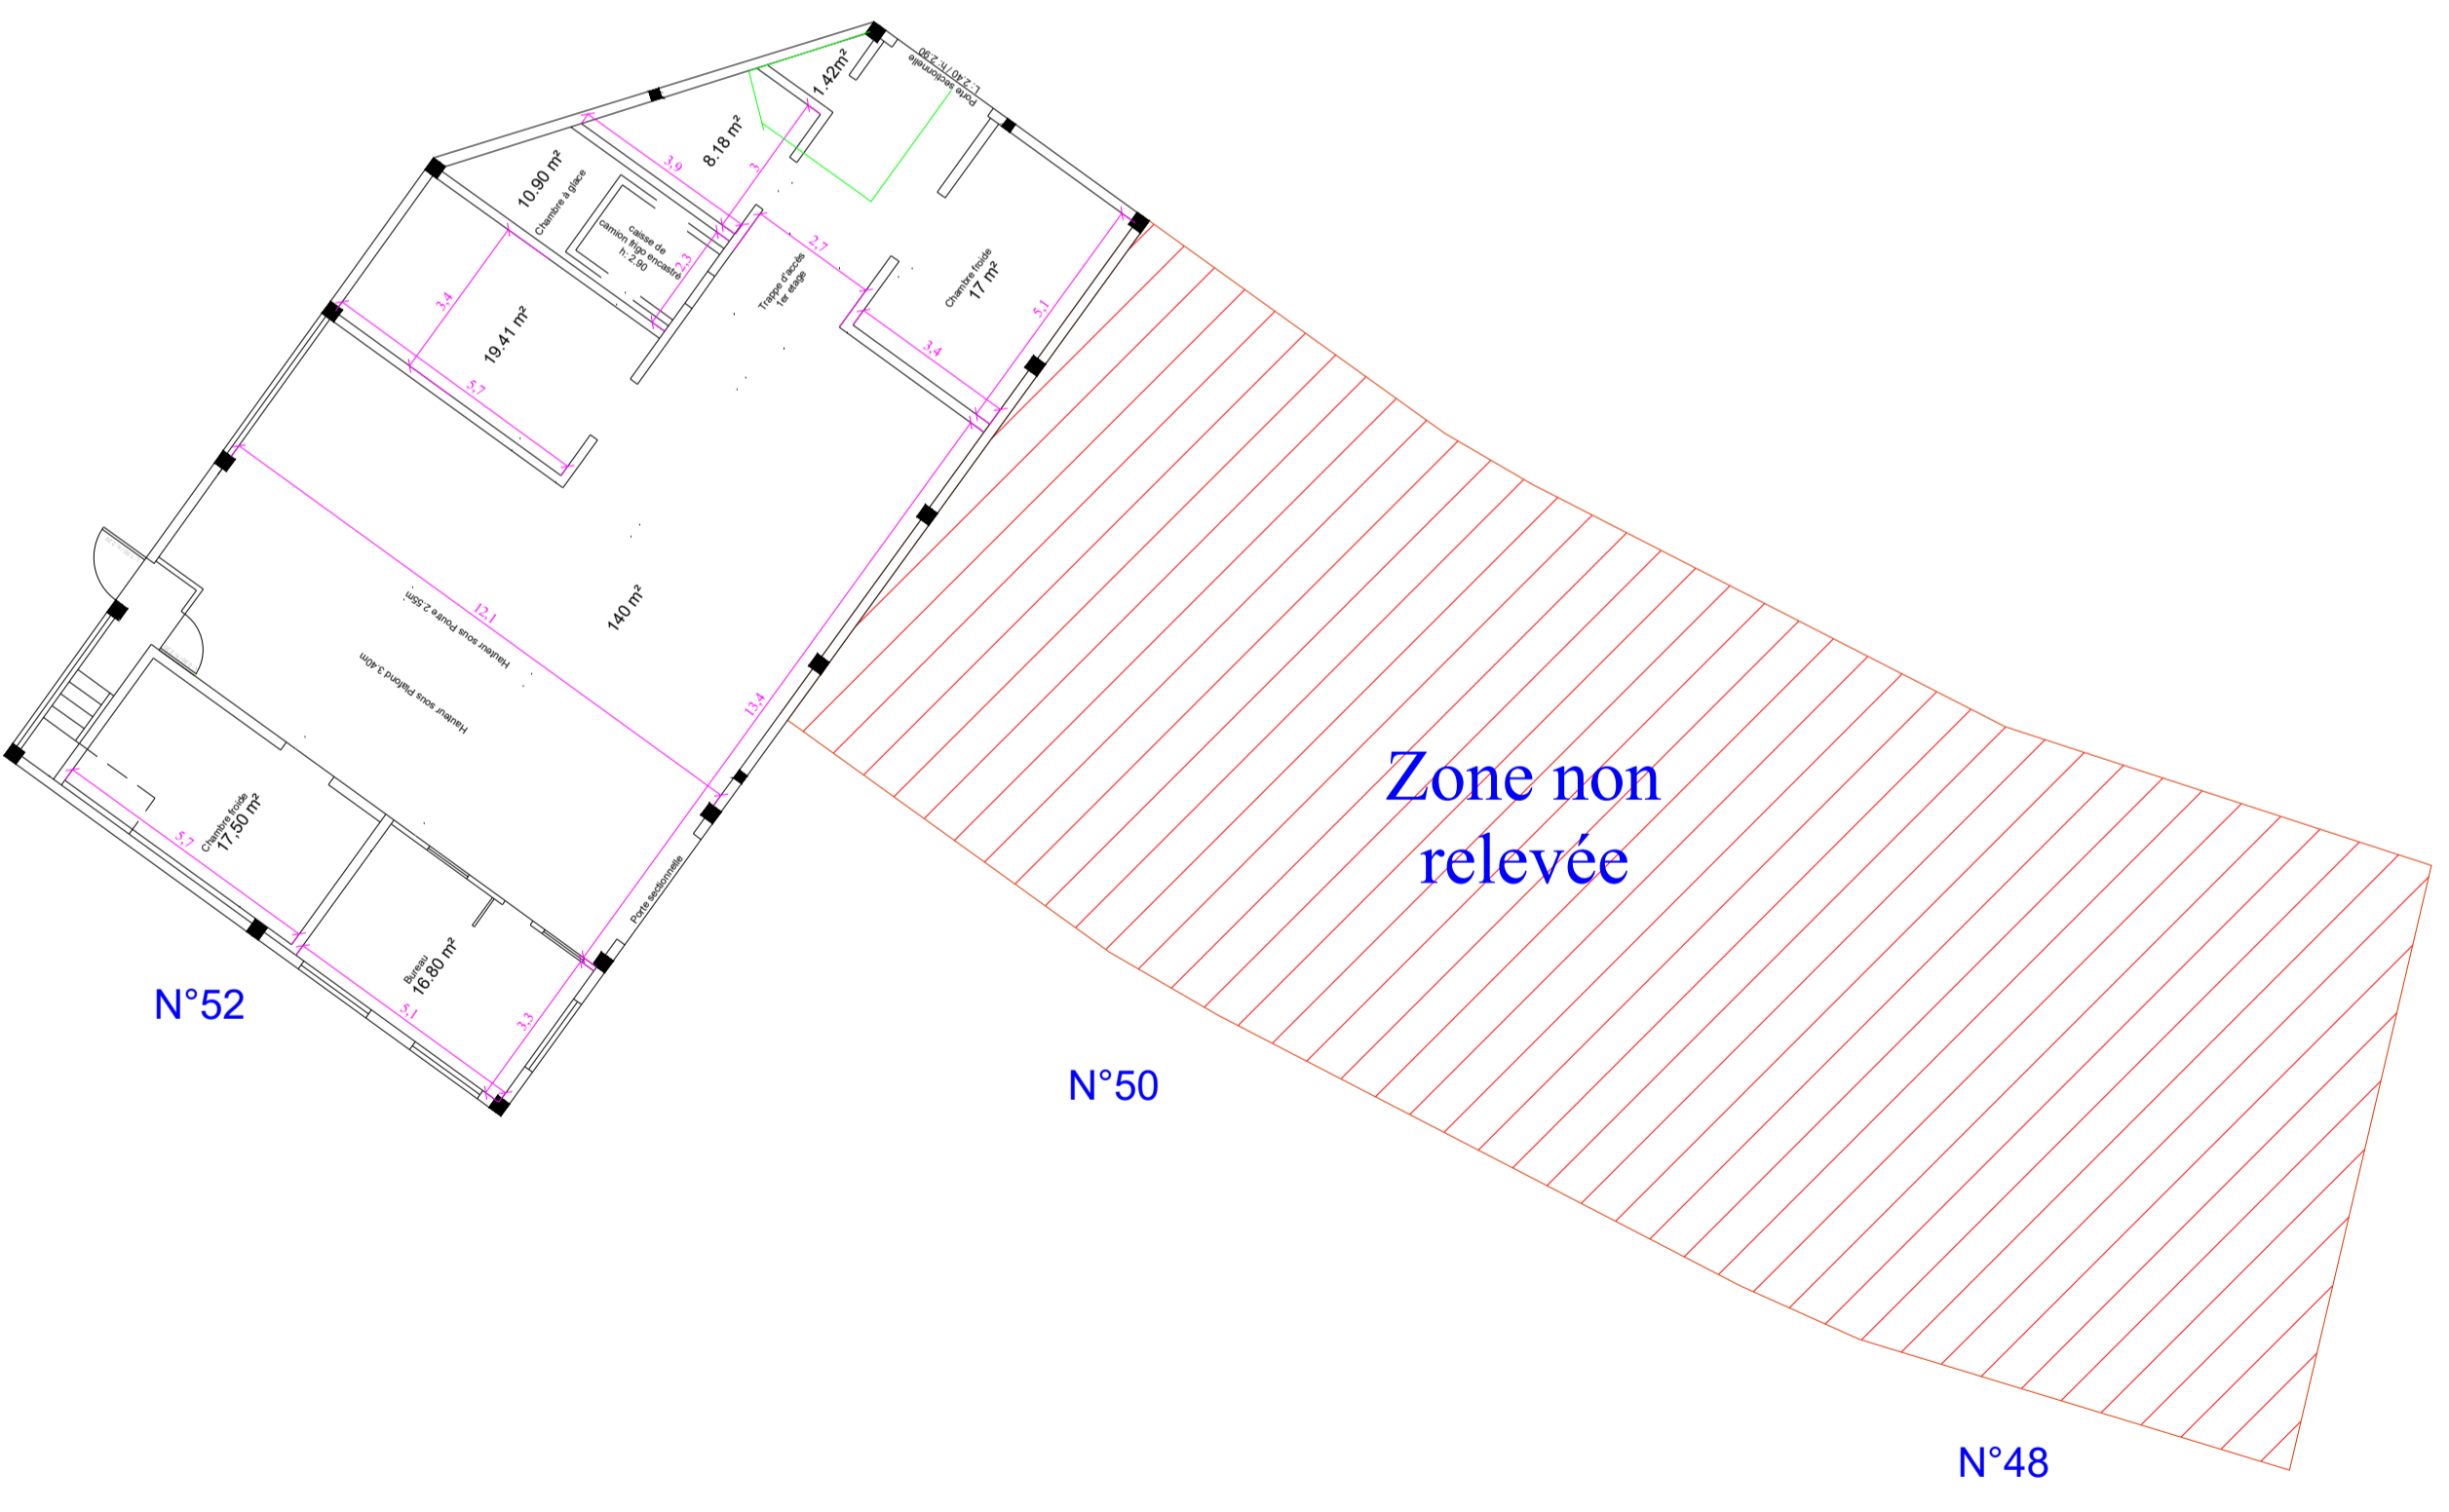 L: 2.40 / h: 2.90
Porte sectionnelle
1.42m²
8.18 m²
3,9
3
10.90 m²
Chambre à glace
caisse de
camion frigo encastré
h: 2.90
2,3
2,7
Trappe d'accès
1er etage
Chambre froide
17 m²
5,1
3,4
3,4
19.41 m²
5,7
12,1
Hauteur sous Poutre 2.55m
Hauteur sous Plafond 3.40m
140 m²
13,4
Chambre froide
17,50 m²
5,7
Porte sectionnelle
Bureau
16.80 m²
5,1
3,3
Zone non
relevée
N°52
N°50
N°48